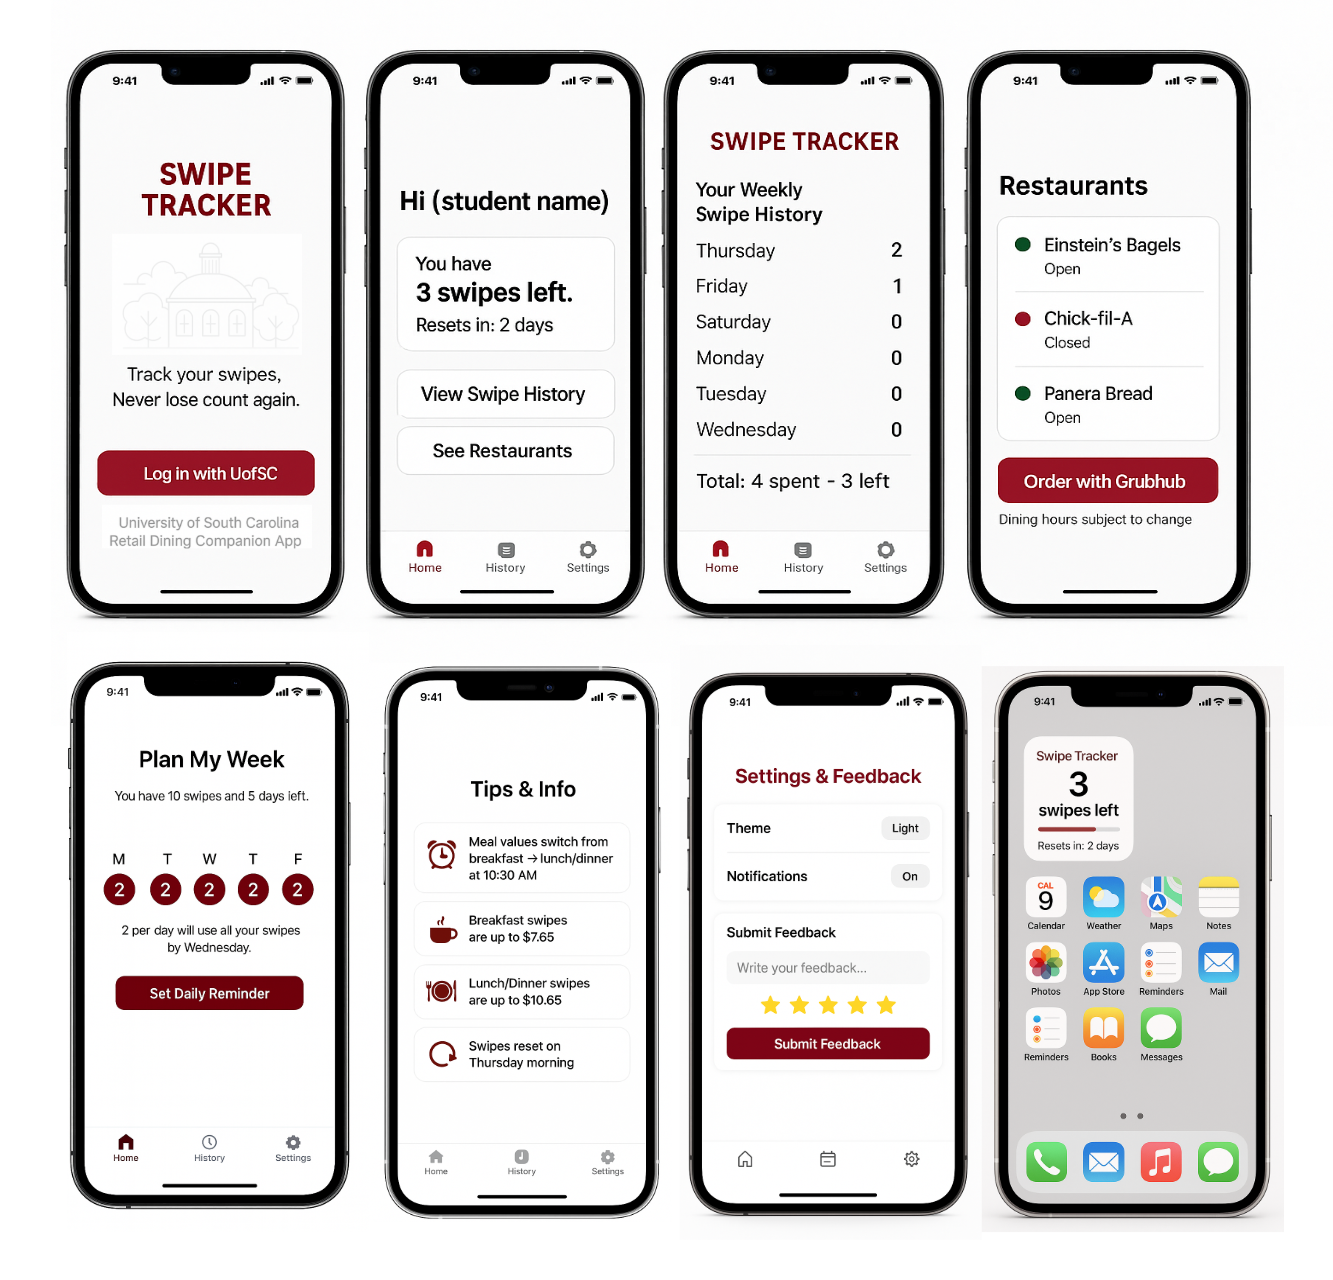 9:41
SWIPE
TRACKER
Track your swipes,
Never lose count again.
Log in with UofSC
University of South Carolina
Retail Dining Companion App
9:41
Hi (student name)
You have
3 swipes left.
Resets in: 2 days
View Swipe History
See Restaurants
Home History Settings
9:41
SWIPE TRACKER
Your Weekly
Swipe History
Thursday 2
Friday 1
Saturday 0
Monday 0
Tuesday 0
Wednesday 0
Total: 4 spent - 3 left
Home History Settings
9:41
Restaurants
Einstein's Bagels
Open
Chick-fil-A
Closed
Panera Bread
Open
Order with Grubhub
Dining hours subject to change
9:41
Plan My Week
You have 10 swipes and 5 days left.
M T W T F
2 2 2 2 2
2 per day will use all your swipes
by Wednesday.
Set Daily Reminder
Home History Settings
9:41
Tips & Info
Meal values switch from
breakfast → lunch/dinner
at 10:30 AM
Breakfast swipes
are up to $7.65
Lunch/Dinner swipes
are up to $10.65
Swipes reset on
Thursday morning
Home History Settings
9:41
Settings & Feedback
Theme Light
Notifications On
Submit Feedback
Write your feedback...
Submit Feedback
9:41
Swipe Tracker
3
swipes left
Resets in: 2 days
CAL
9
Calendar Weather Maps Notes
Photos App Store Reminders Mail
Reminders Books Messages